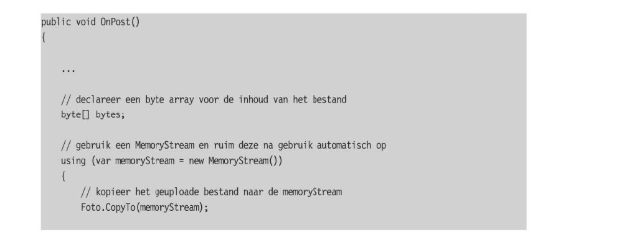 public void OnPost()
{
...
// declareer een byte array voor de inhoud van het bestand
byte[] bytes;
// gebruik een MemoryStream en ruim deze na gebruik automatisch op
using (var memoryStream = new MemoryStream())
{
// kopieer het geuploade bestand naar de memoryStream
Foto.CopyTo(memoryStream);